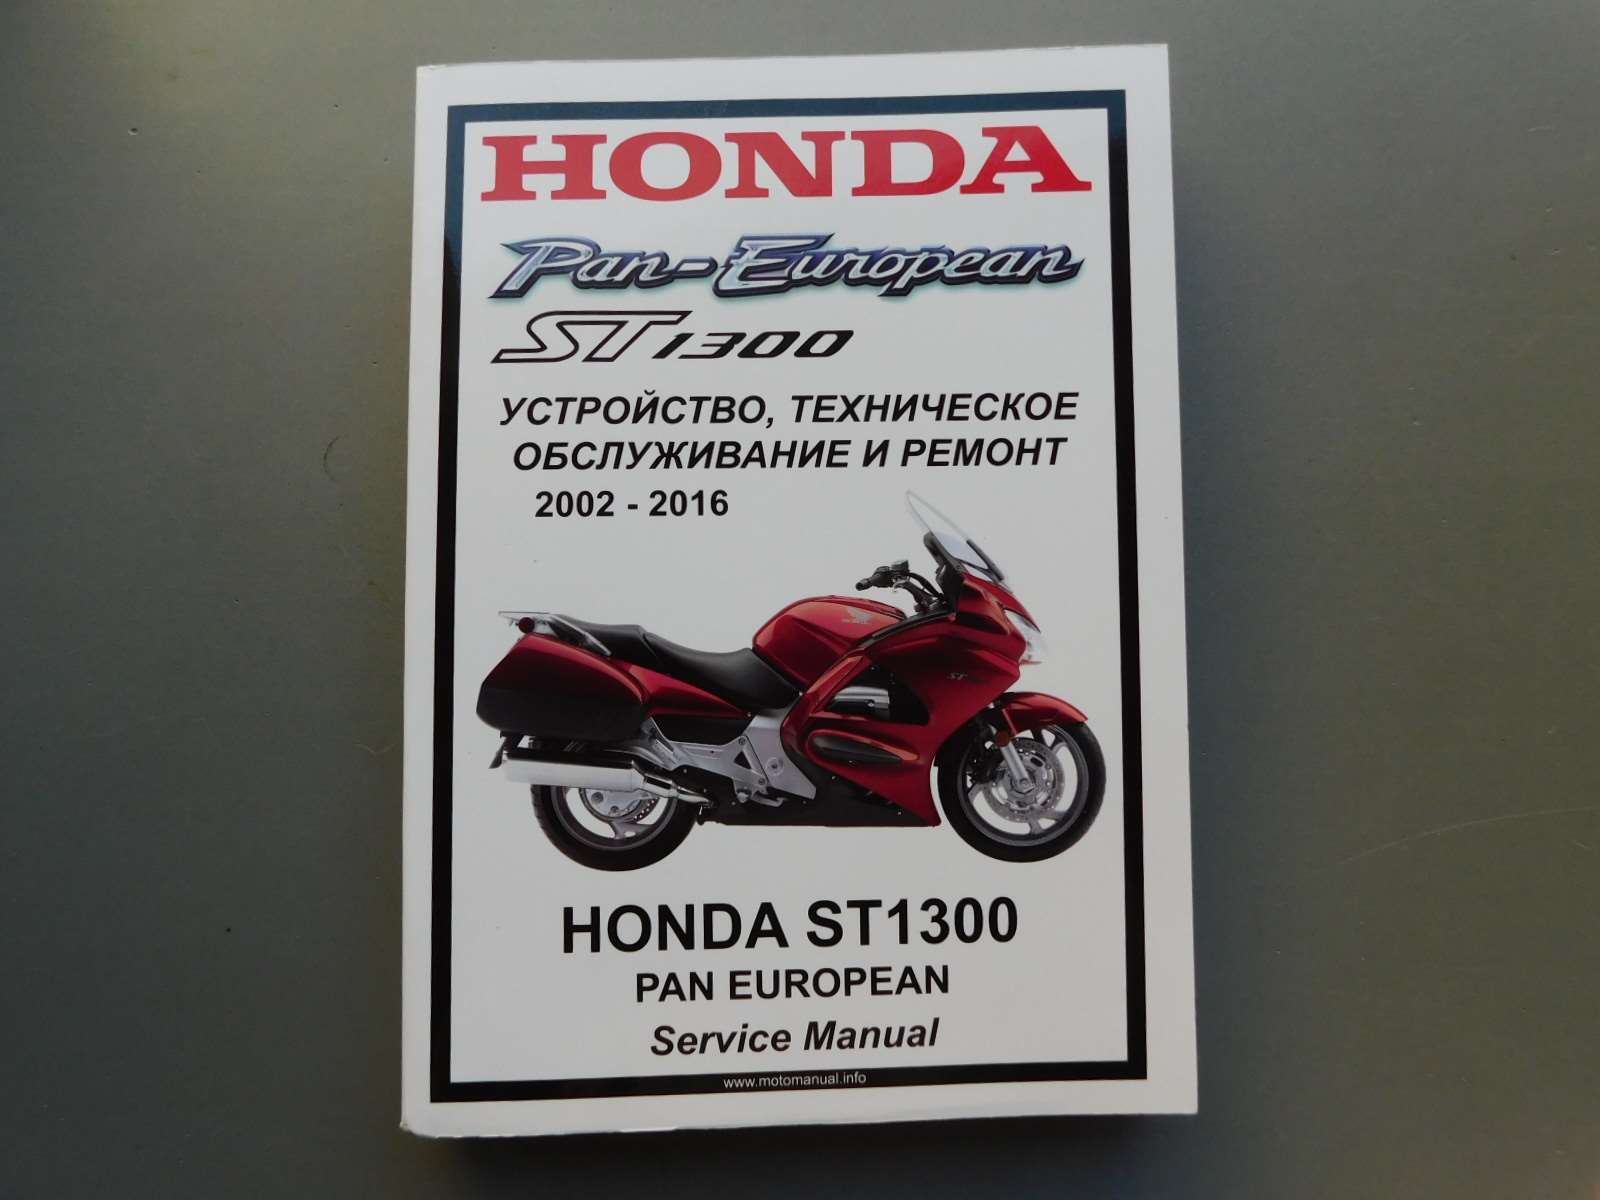 HONDA
Pan-European
ST1300
УСТРОЙСТВО, ТЕХНИЧЕСКОЕ
ОБСЛУЖИВАНИЕ И РЕМОНТ
2002 - 2016
ST
HONDA ST1300
PAN EUROPEAN
Service Manual
www.motomanual.info